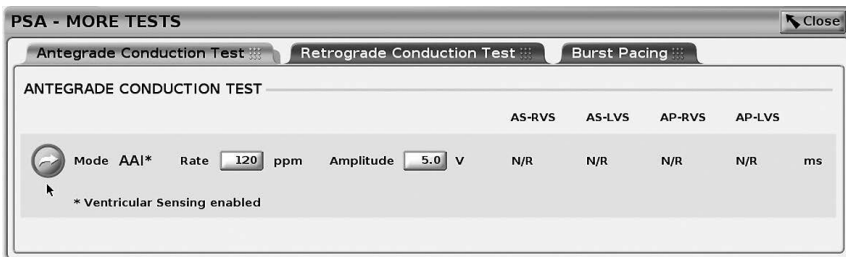 PSA - MORE TESTS Close
Antegrade Conduction Test Retrograde Conduction Test Burst Pacing
ANTEGRADE CONDUCTION TEST
AS-RVS AS-LVS AP-RVS AP-LVS
Mode AAI* Rate 120 ppm Amplitude 5.0 V N/R N/R N/R N/R ms
* Ventricular Sensing enabled